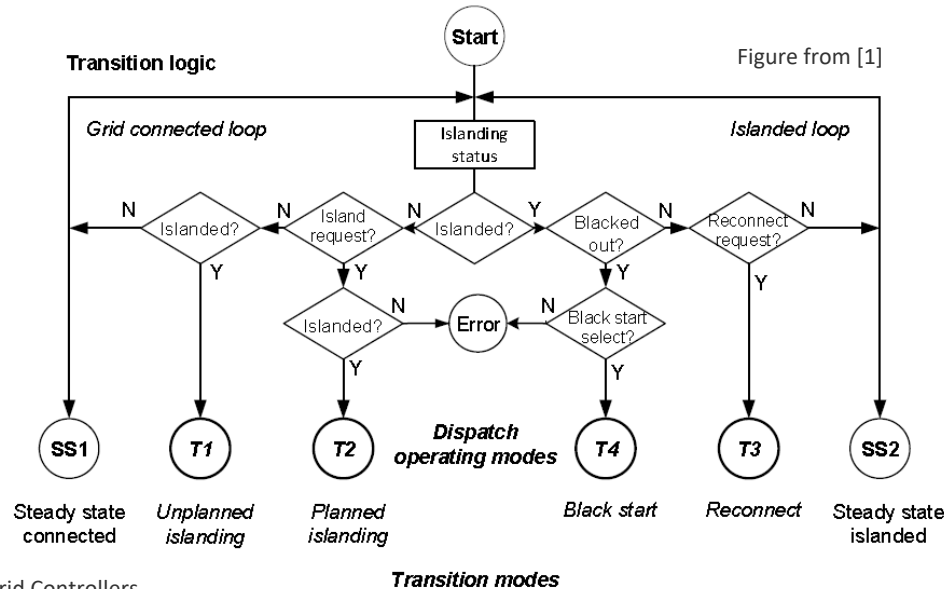 Start
Transition logic
Figure from [1]
Grid connected loop
Islanding
status
Islanded loop
N
Islanded?
Y
N
Island
request?
Y
N
Islanded?
Y
Blacked
out?
N
Y
Reconnect
request?
N
Y
Islanded?
N
Y
Error
N
Black start
select?
Y
SS1
T1
T2
Dispatch
operating modes
T4
T3
SS2
Steady state
connected
Unplanned
islanding
Planned
islanding
Black start
Reconnect
Steady state
islanded
Transition modes
rid Controllers